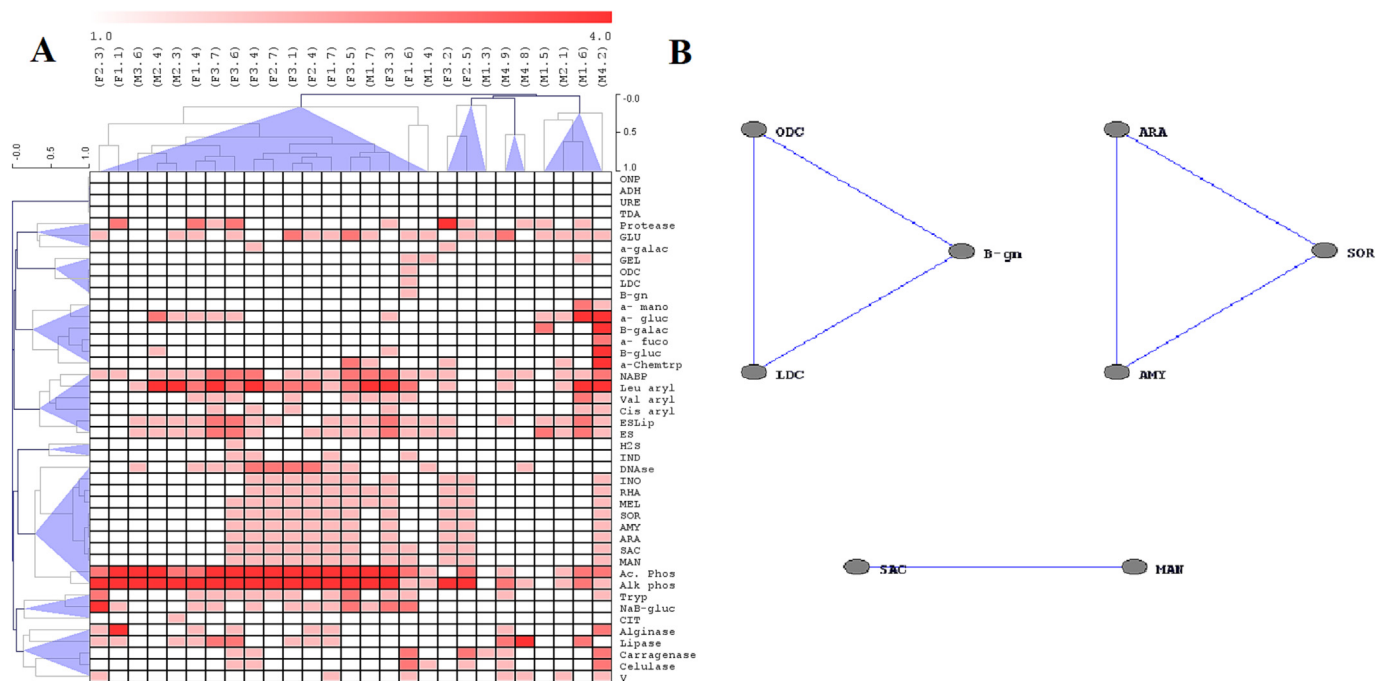 A
1.0
4.0
B
(F2.3)
(F1.1)
(M3.6)
(M2.4)
(M2.3)
(F1.4)
(F3.7)
(F3.6)
(F3.4)
(F2.7)
(F3.1)
(F2.4)
(F1.7)
(F3.5)
(M1.7)
(F3.3)
(F1.6)
(M1.4)
(F3.2)
(F2.5)
(M1.3)
(M4.9)
(M4.8)
(M1.5)
(M2.1)
(M1.6)
(M4.2)
-0.0
0.5
1.0
-0.0
0.5
1.0
ONP
ADH
URE
TDA
Protease
GLU
a-galac
GEL
ODC
LDC
B-gn
a- mano
a- gluc
B-galac
a- fuco
B-gluc
a-Chemtrp
NABP
Leu aryl
Val aryl
Cis aryl
ESLip
ES
H2S
IND
DNAse
INO
RHA
MEL
SOR
AMY
ARA
SAC
MAN
Ac. Phos
Alk phos
Tryp
NaB-gluc
CIT
Alginase
Lipase
Carragenase
Celulase
V
ODC
B-gn
LDC
ARA
SOR
AMY
SAC
MAN